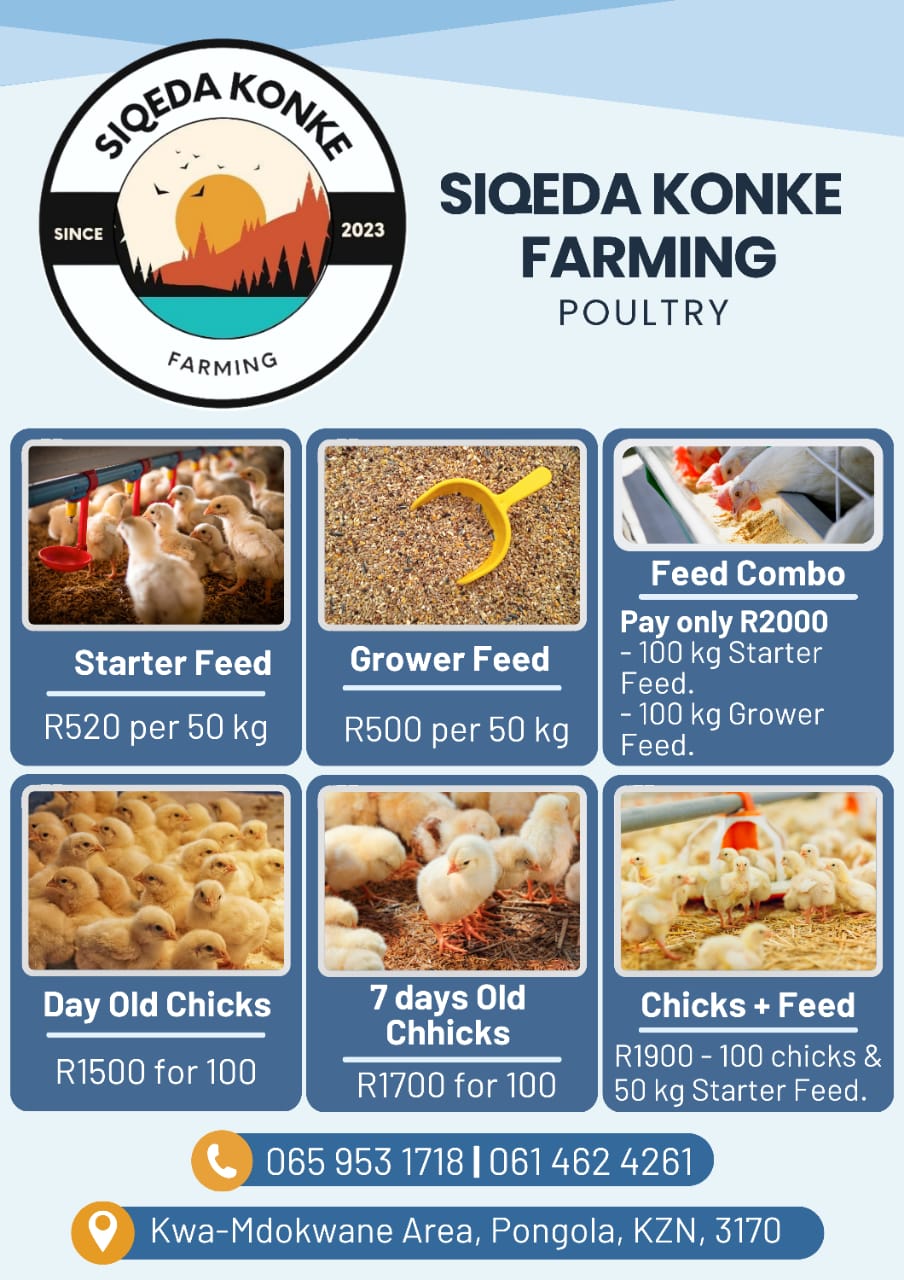 SIQEDA KONKE
SINCE
2023
FARMING
SIQEDA KONKE
FARMING
POULTRY
Starter Feed
R520 per 50 kg
Grower Feed
R500 per 50 kg
Feed Combo
Pay only R2000
- 100 kg Starter
Feed.
- 100 kg Grower
Feed.
Day Old Chicks
R1500 for 100
7 days Old
Chhicks
R1700 for 100
Chicks + Feed
R1900 - 100 chicks &
50 kg Starter Feed.
065 953 1718 | 061 462 4261
Kwa-Mdokwane Area, Pongola, KZN, 3170